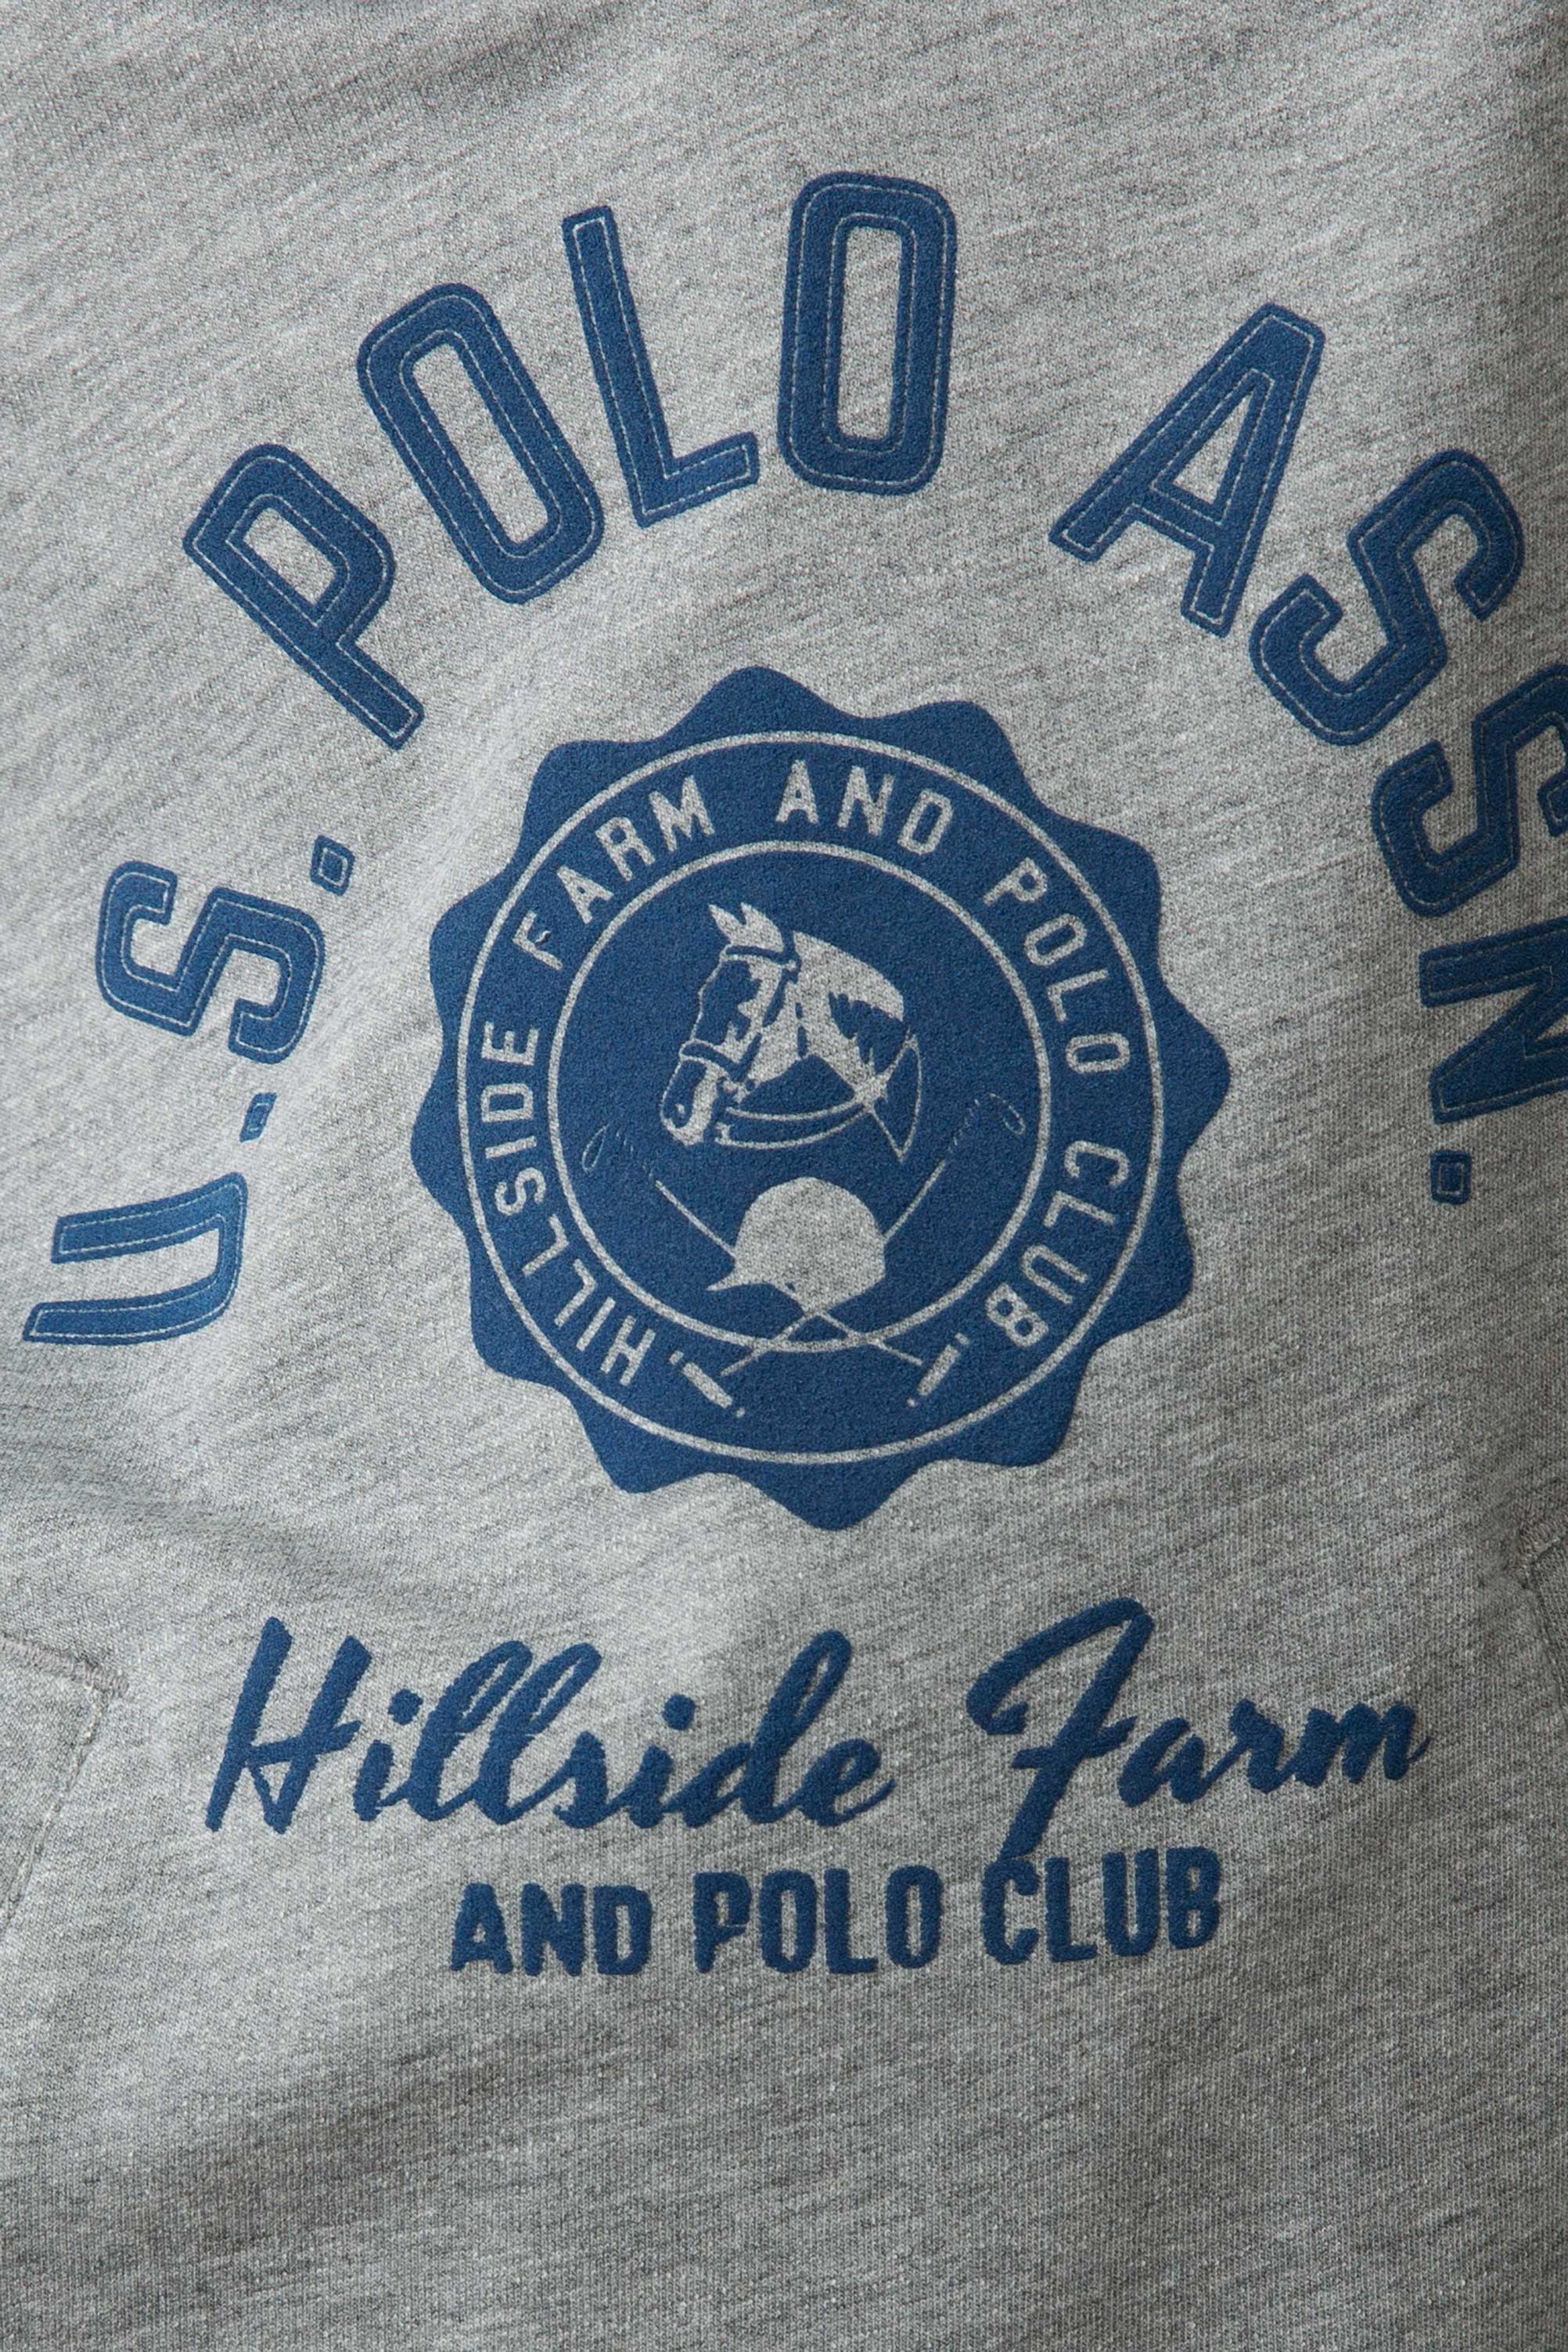 U.S. POLO ASSN.
HILLSIDE FARM AND POLO CLUB
Hillside Farm
AND POLO CLUB